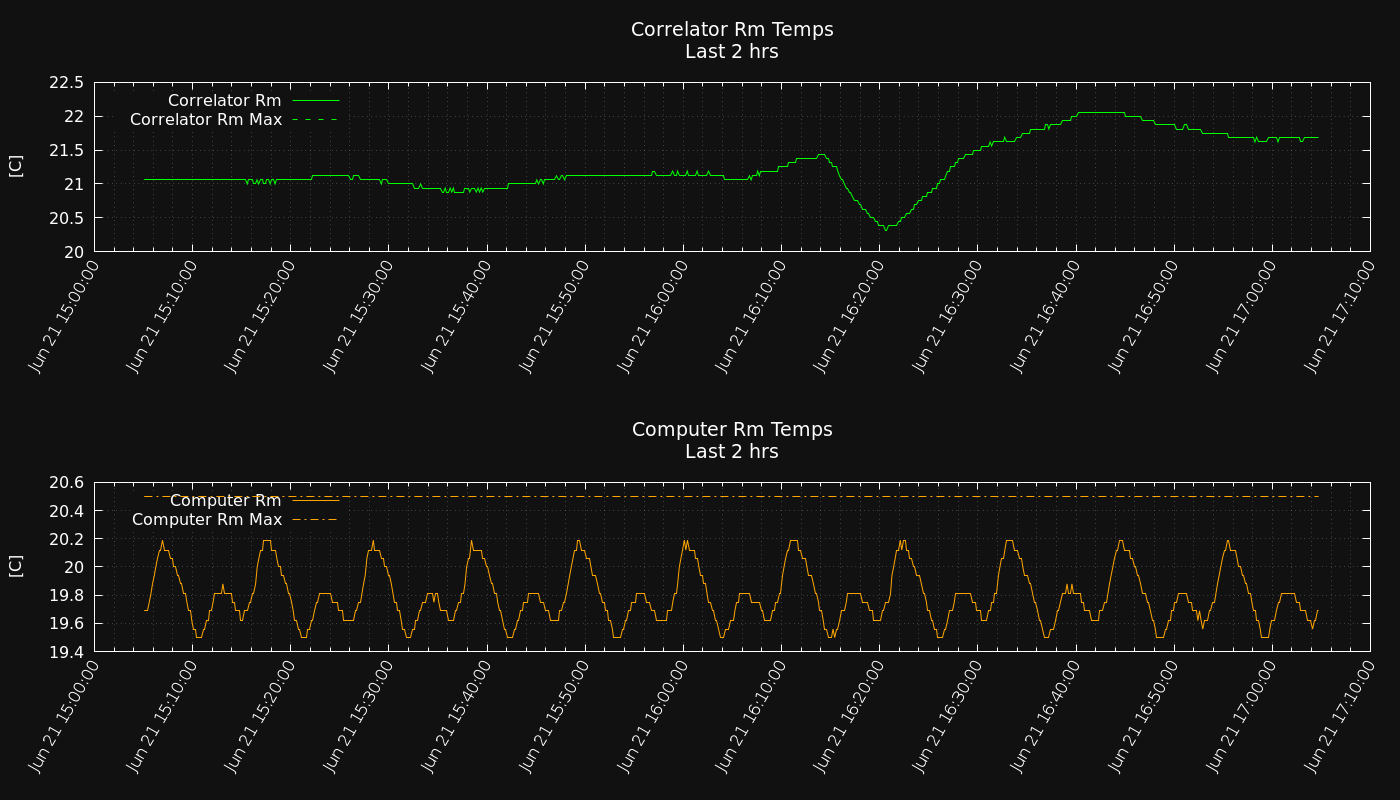 Correlator Rm Temps
Last 2 hrs
22.5
22
21.5
21
20.5
20
[C]
Correlator Rm
Correlator Rm Max
Jun 21 15:00:00
Jun 21 15:10:00
Jun 21 15:20:00
Jun 21 15:30:00
Jun 21 15:40:00
Jun 21 15:50:00
Jun 21 16:00:00
Jun 21 16:10:00
Jun 21 16:20:00
Jun 21 16:30:00
Jun 21 16:40:00
Jun 21 16:50:00
Jun 21 17:00:00
Jun 21 17:10:00
Computer Rm Temps
Last 2 hrs
20.6
20.4
20.2
20
19.8
19.6
19.4
[C]
Computer Rm
Computer Rm Max
Jun 21 15:00:00
Jun 21 15:10:00
Jun 21 15:20:00
Jun 21 15:30:00
Jun 21 15:40:00
Jun 21 15:50:00
Jun 21 16:00:00
Jun 21 16:10:00
Jun 21 16:20:00
Jun 21 16:30:00
Jun 21 16:40:00
Jun 21 16:50:00
Jun 21 17:00:00
Jun 21 17:10:00